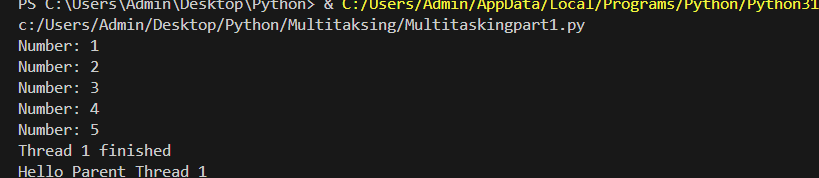 PS C:\Users\Admin\Desktop\Python> & C:/Users/Admin/AppData/Local/Programs/Python/Python31
c:/Users/Admin/Desktop/Python/Multitaksing/Multitaskingpart1.py
Number: 1
Number: 2
Number: 3
Number: 4
Number: 5
Thread 1 finished
Hello Parent Thread 1